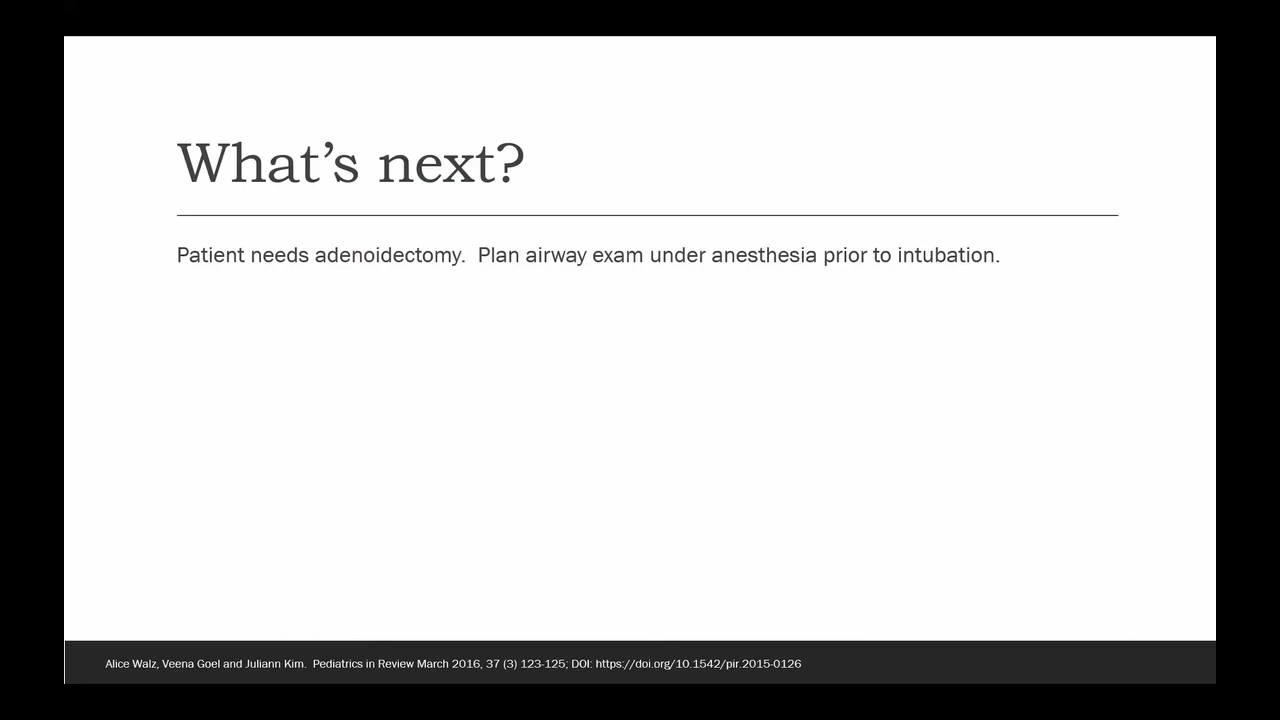 What’s next?
Patient needs adenoidectomy.  Plan airway exam under anesthesia prior to intubation.
Alice Walz, Veena Goel and Juliann Kim.  Pediatrics in Review March 2016, 37 (3) 123-125; DOI: https://doi.org/10.1542/pir.2015-0126